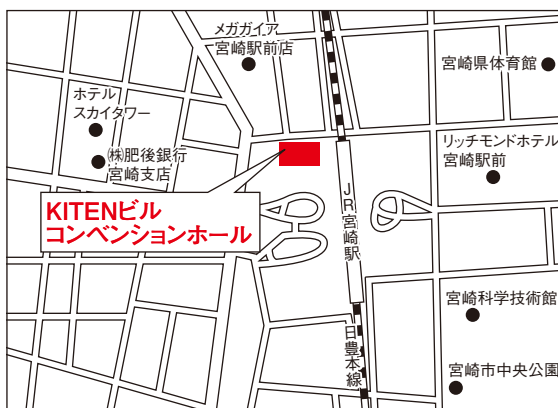 メガガイア
宮崎駅前店
宮崎県体育館
ホテル
スカイタワー
㈱肥後銀行
宮崎支店
リッチモンドホテル
宮崎駅前
KITENビル
コンベンションホール
JR宮崎駅
宮崎科学技術館
日豊本線
宮崎市中央公園